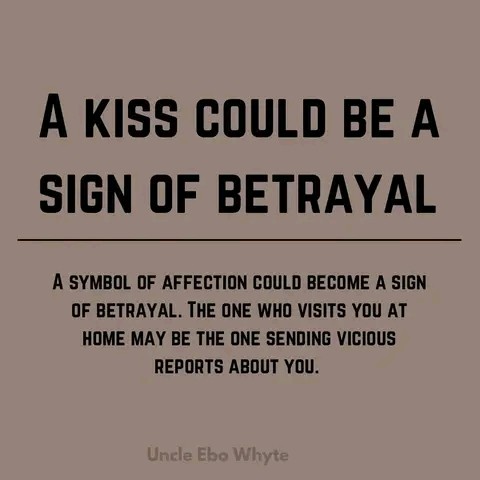 A KISS COULD BE A
SIGN OF BETRAYAL
A SYMBOL OF AFFECTION COULD BECOME A SIGN
OF BETRAYAL. THE ONE WHO VISITS YOU AT
HOME MAY BE THE ONE SENDING VICIOUS
REPORTS ABOUT YOU.
Uncle Ebo Whyte